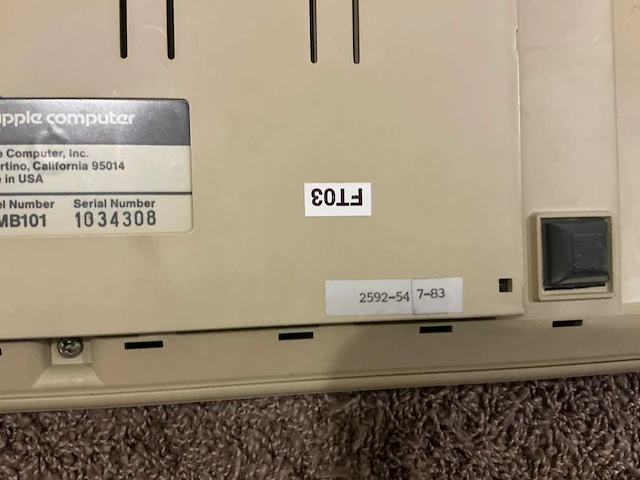 apple computer
e Computer, Inc.
rtino, California 95014
e in USA
el Number Serial Number
MB101 1034308
FT03
2592-54 7-83